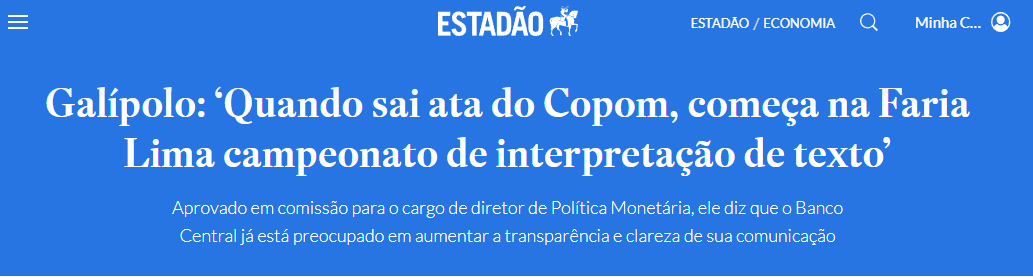 ESTADÃO
ESTADÃO / ECONOMIA
Minha C...
Galípolo: ‘Quando sai ata do Copom, começa na Faria
Lima campeonato de interpretação de texto’
Aprovado em comissão para o cargo de diretor de Política Monetária, ele diz que o Banco
Central já está preocupado em aumentar a transparência e clareza de sua comunicação